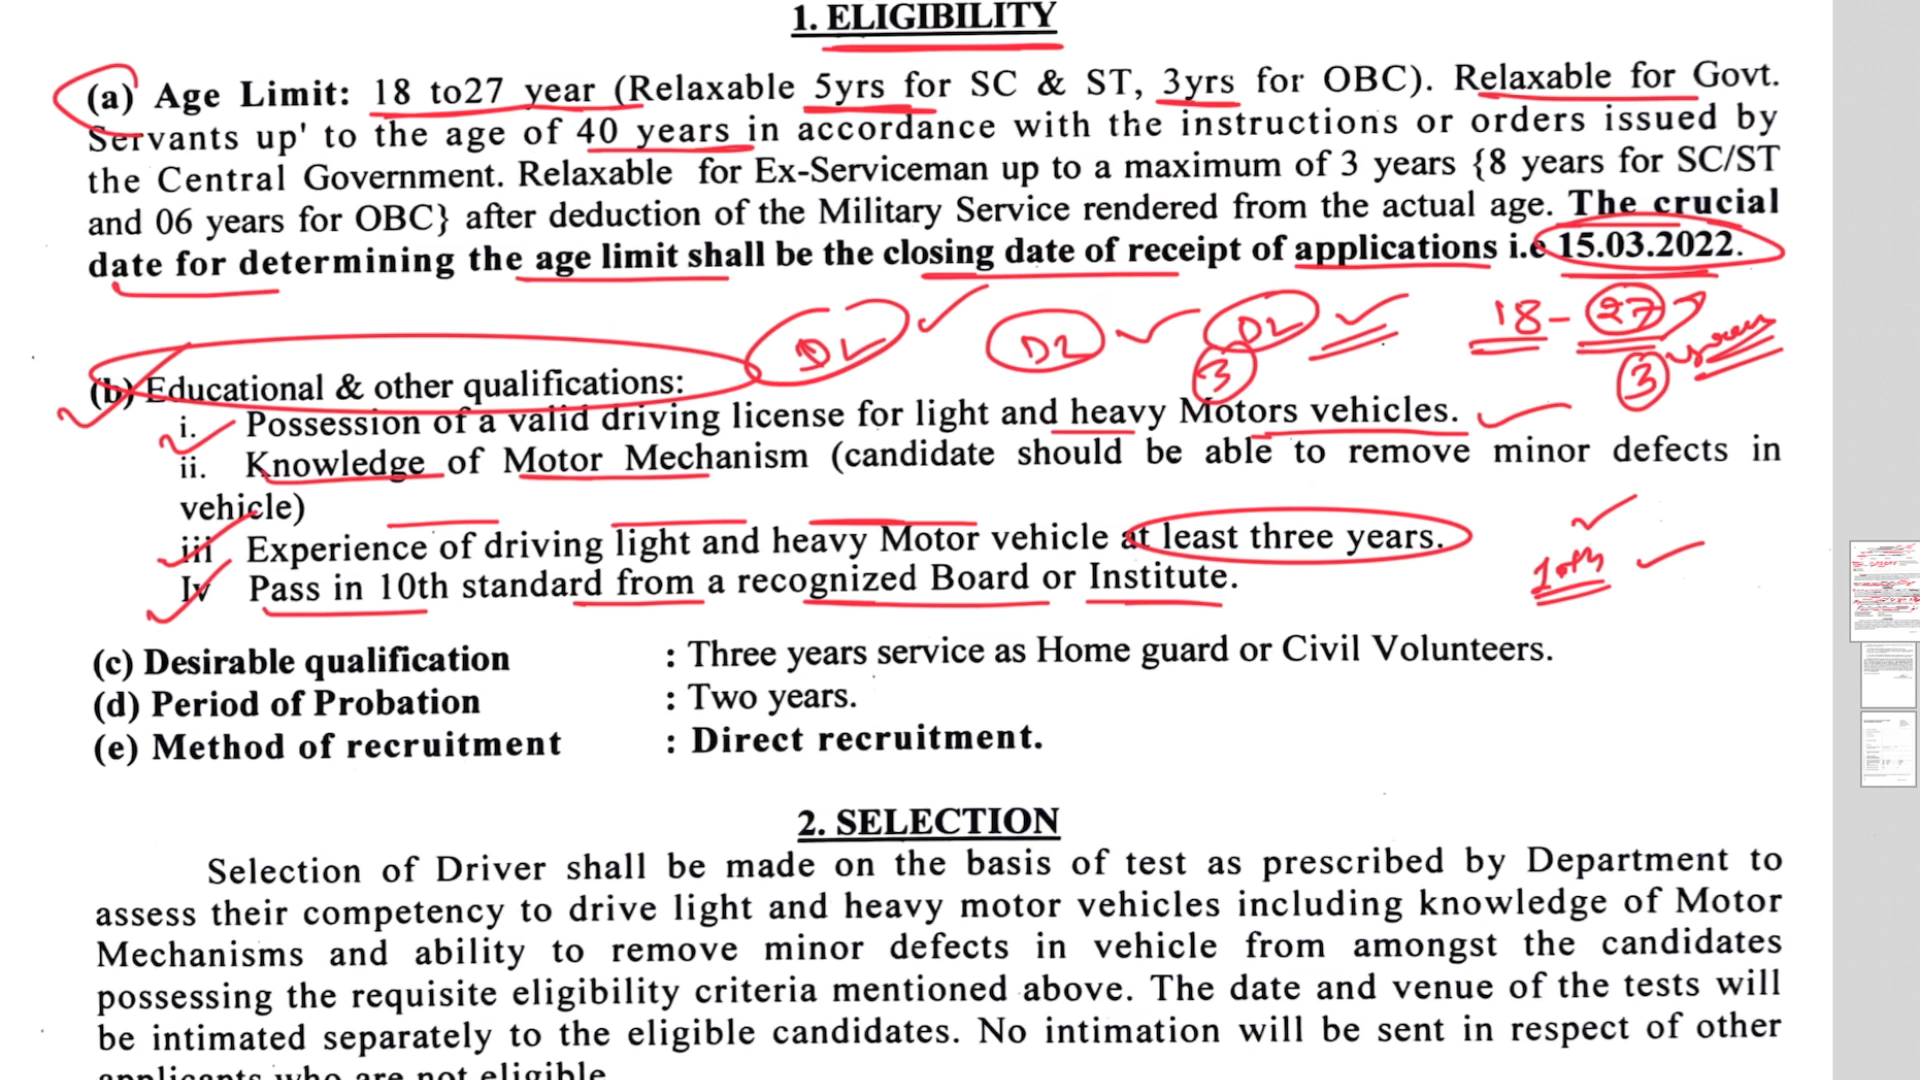 1. ELIGIBILITY
(a) Age Limit: 18 to27 year (Relaxable 5yrs for SC & ST, 3yrs for OBC). Relaxable for Govt.
Servants up' to the age of 40 years in accordance with the instructions or orders issued by
the Central Government. Relaxable for Ex-Serviceman up to a maximum of 3 years {8 years for SC/ST
and 06 years for OBC} after deduction of the Military Service rendered from the actual age. The crucial
date for determining the age limit shall be the closing date of receipt of applications i.e 15.03.2022.
DL D2 DL 18-27
3 3 years
(b) Educational & other qualifications:
i. Possession of a valid driving license for light and heavy Motors vehicles.
ii. Knowledge of Motor Mechanism (candidate should be able to remove minor defects in
vehicle)
iii Experience of driving light and heavy Motor vehicle at least three years.
10th
Iv Pass in 10th standard from a recognized Board or Institute.
(c) Desirable qualification : Three years service as Home guard or Civil Volunteers.
(d) Period of Probation : Two years.
(e) Method of recruitment : Direct recruitment.
2. SELECTION
Selection of Driver shall be made on the basis of test as prescribed by Department to
assess their competency to drive light and heavy motor vehicles including knowledge of Motor
Mechanisms and ability to remove minor defects in vehicle from amongst the candidates
possessing the requisite eligibility criteria mentioned above. The date and venue of the tests will
be intimated separately to the eligible candidates. No intimation will be sent in respect of other
applicants who are not eligible